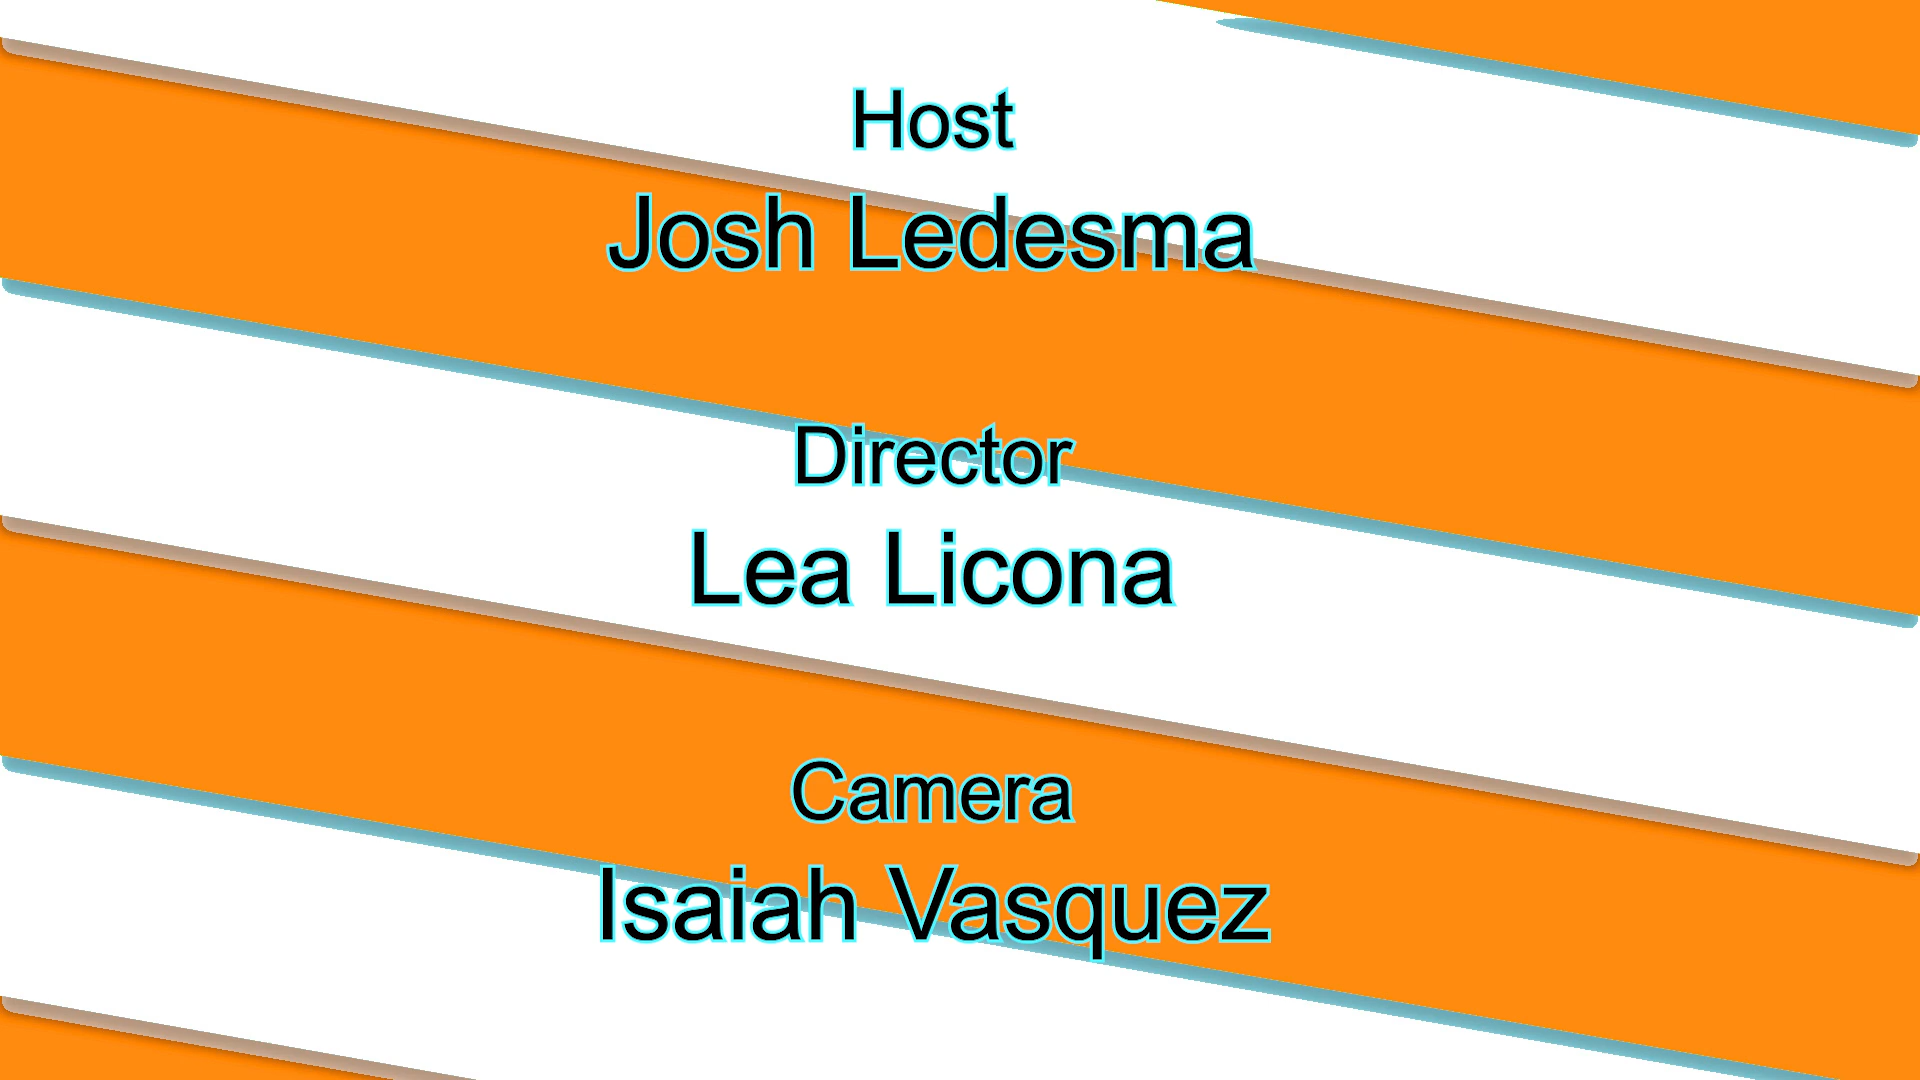 Host
Josh Ledesma
Director
Lea Licona
Camera
Isaiah Vasquez